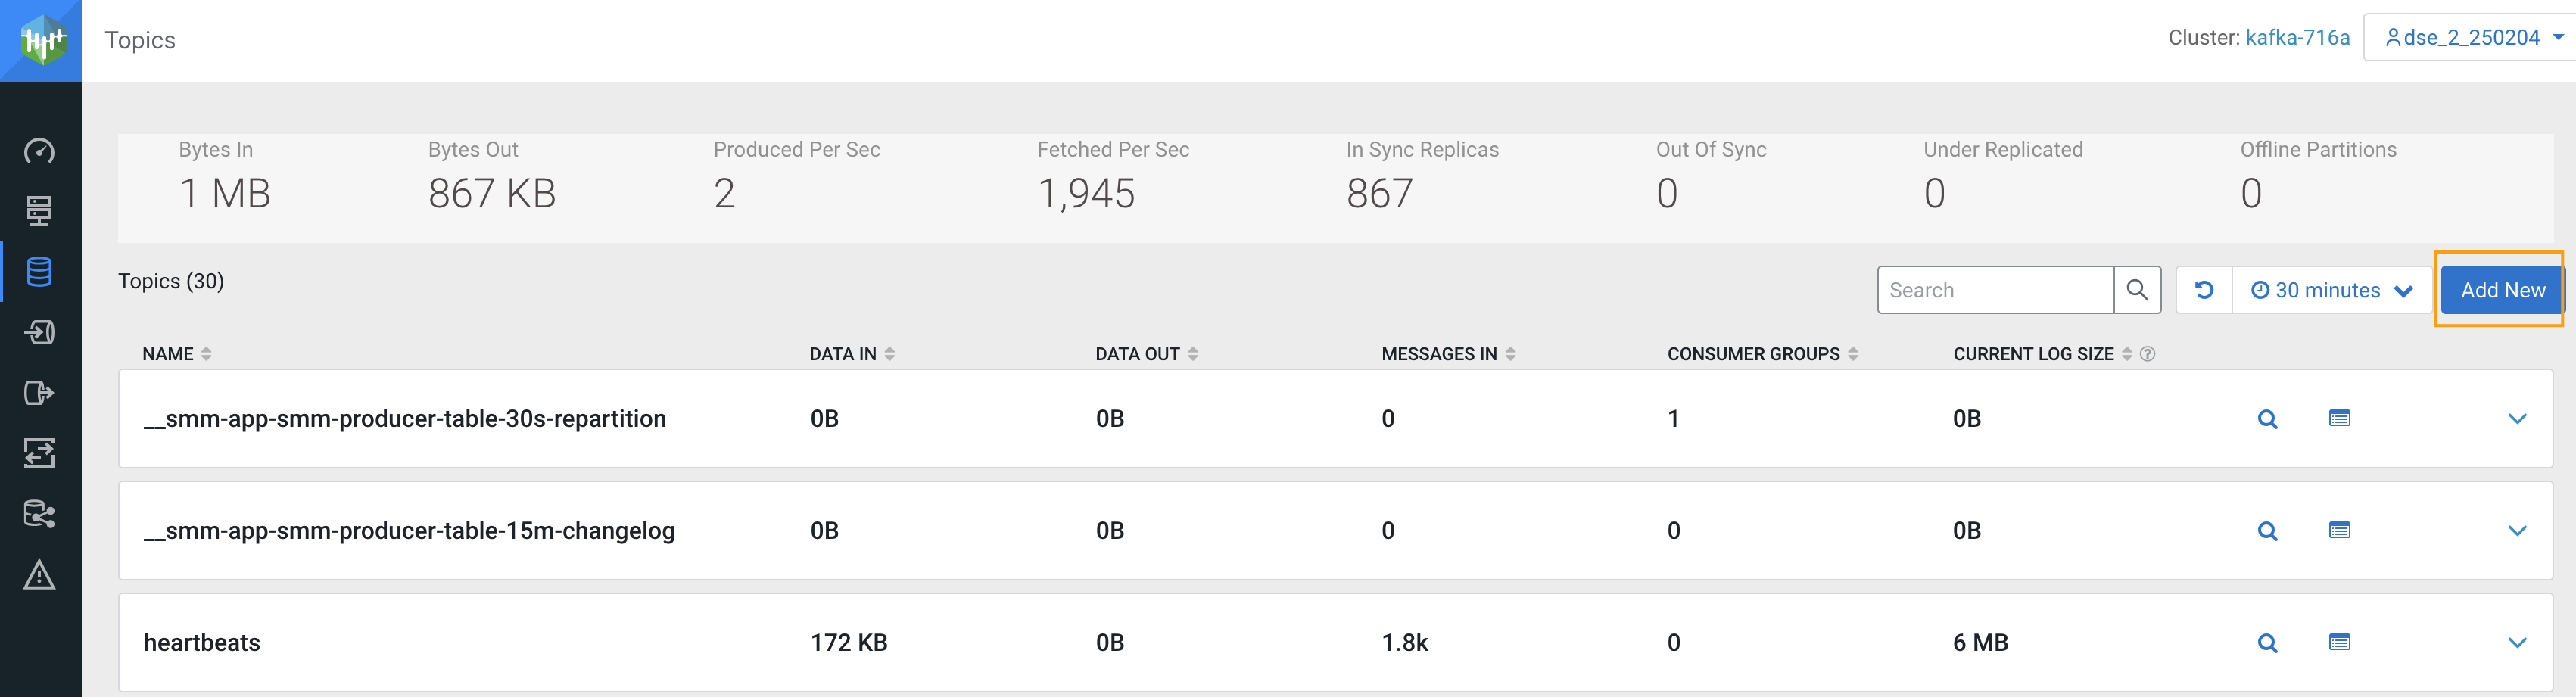 Topics
Cluster: kafka-716a dse_2_250204
Bytes In Bytes Out Produced Per Sec Fetched Per Sec In Sync Replicas Out Of Sync Under Replicated Offline Partitions
1 MB 867 KB 2 1,945 867 0 0 0
Topics (30) Search 30 minutes Add New
NAME DATA IN DATA OUT MESSAGES IN CONSUMER GROUPS CURRENT LOG SIZE ?
__smm-app-smm-producer-table-30s-repartition 0B 0B 0 1 0B
__smm-app-smm-producer-table-15m-changelog 0B 0B 0 0 0B
heartbeats 172 KB 0B 1.8k 0 6 MB